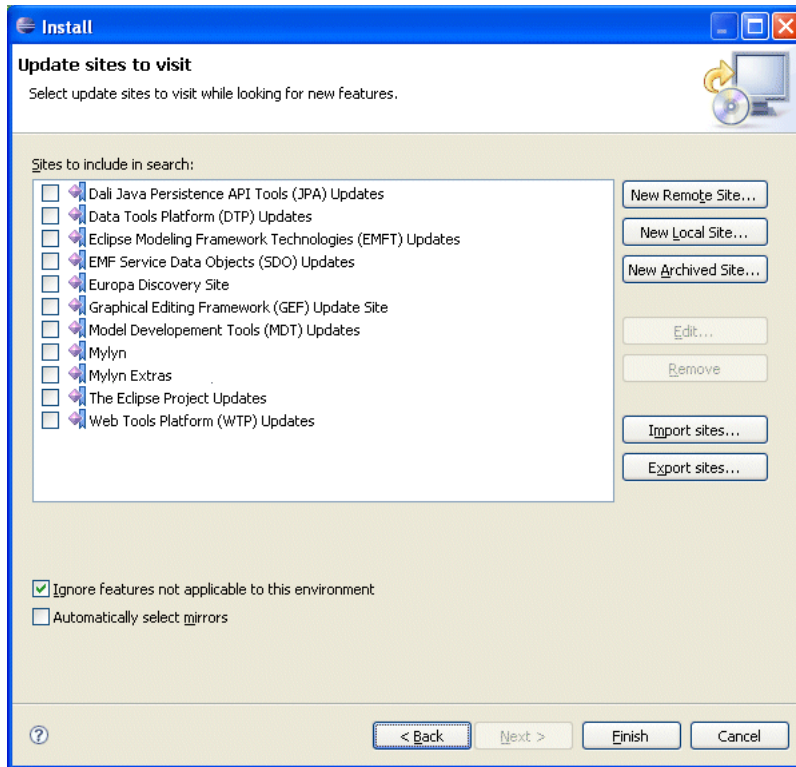 Install
Update sites to visit
Select update sites to visit while looking for new features.
Sites to include in search:
Dali Java Persistence API Tools (JPA) Updates
Data Tools Platform (DTP) Updates
Eclipse Modeling Framework Technologies (EMFT) Updates
EMF Service Data Objects (SDO) Updates
Europa Discovery Site
Graphical Editing Framework (GEF) Update Site
Model Developement Tools (MDT) Updates
Mylyn
Mylyn Extras
The Eclipse Project Updates
Web Tools Platform (WTP) Updates
New Remote Site...
New Local Site...
New Archived Site...
Edit...
Remove
Import sites...
Export sites...
Ignore features not applicable to this environment
Automatically select mirrors
? < Back Next > Finish Cancel